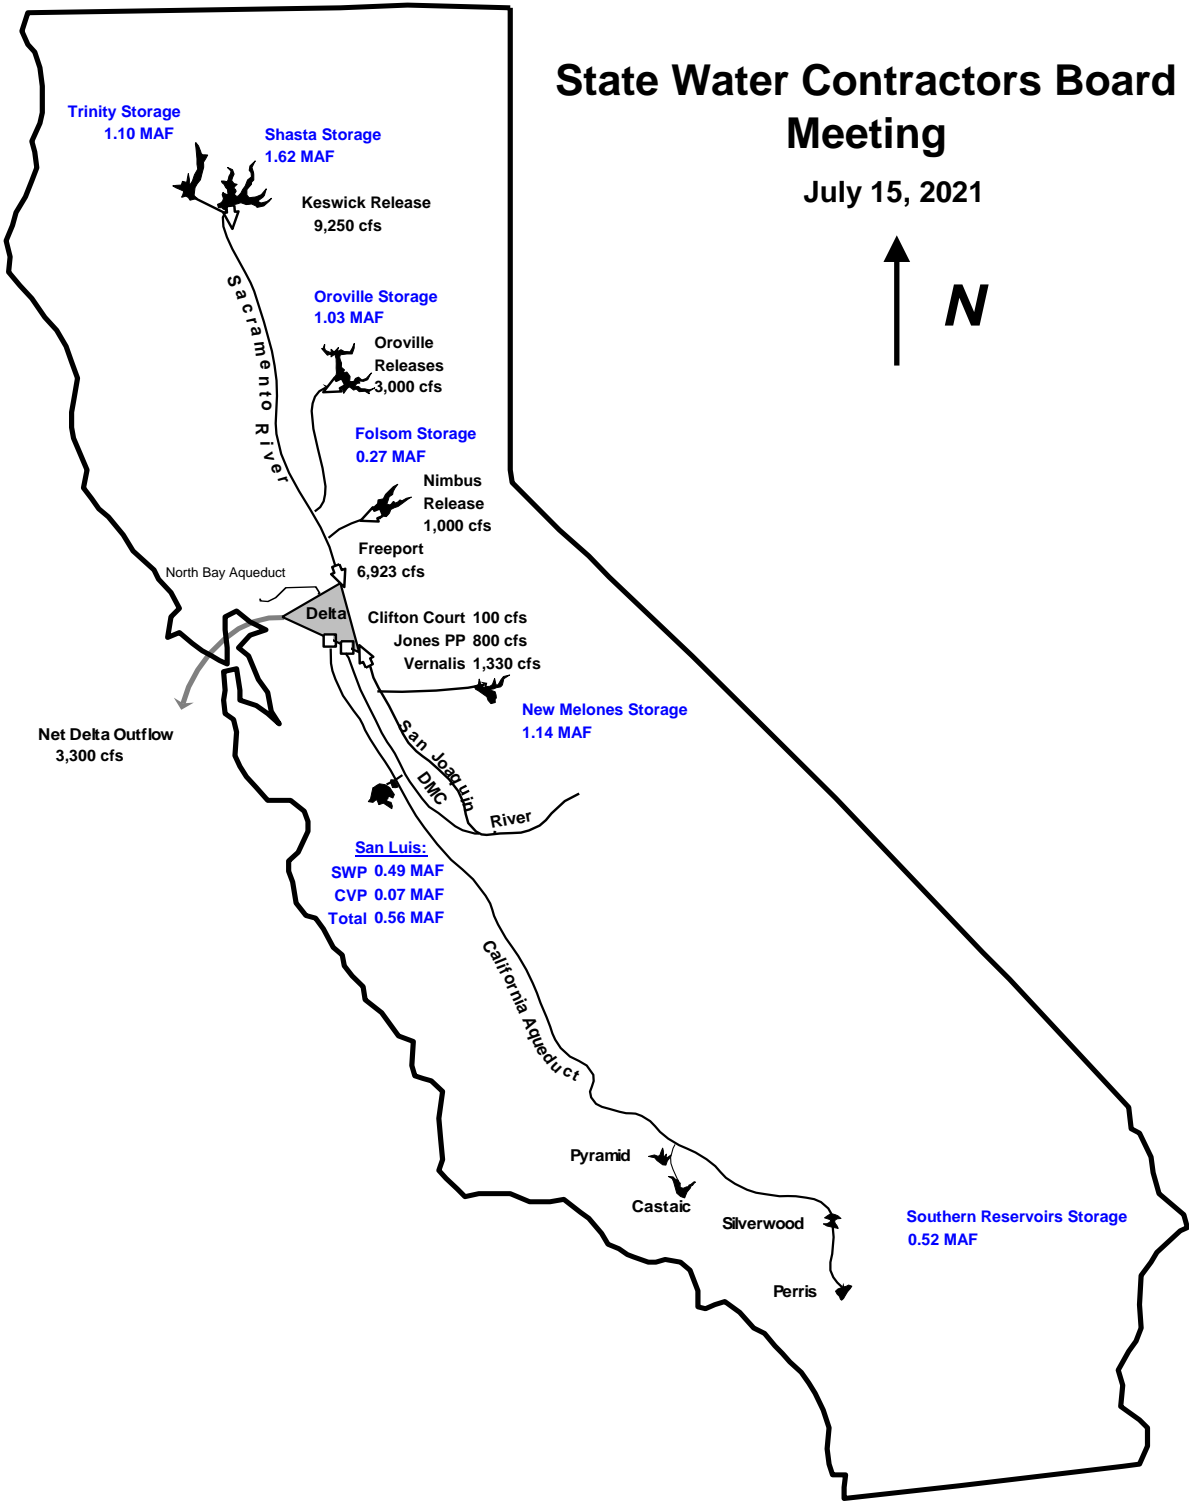 State Water Contractors Board
Meeting
July 15, 2021
N
Trinity Storage
1.10 MAF
Shasta Storage
1.62 MAF
Keswick Release
9,250 cfs
Sacramento River
Oroville Storage
1.03 MAF
Oroville
Releases
3,000 cfs
Folsom Storage
0.27 MAF
Nimbus
Release
1,000 cfs
Freeport
6,923 cfs
North Bay Aqueduct
Delta
Clifton Court 100 cfs
Jones PP 800 cfs
Vernalis 1,330 cfs
New Melones Storage
1.14 MAF
Net Delta Outflow
3,300 cfs
San Joaquin
River
DMC
San Luis:
SWP 0.49 MAF
CVP 0.07 MAF
Total 0.56 MAF
California Aqueduct
Pyramid
Castaic
Silverwood
Perris
Southern Reservoirs Storage
0.52 MAF